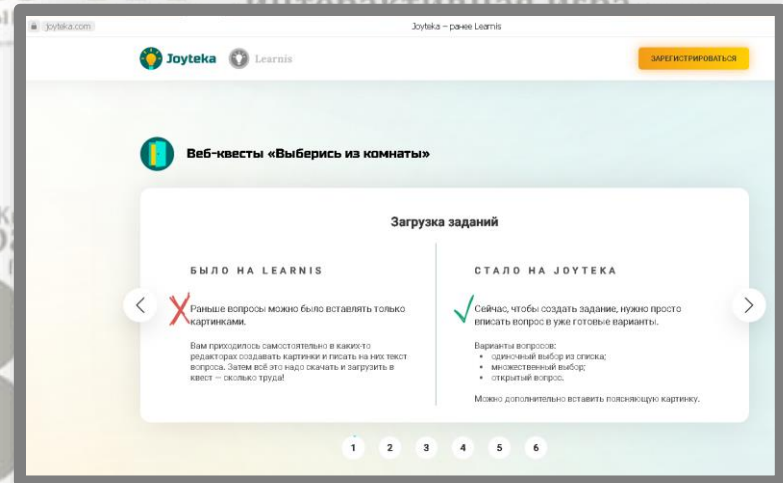 Интерактивная игра
joyteka.com
Joyteka – ранее Learnis
Joyteka
Learnis
ЗАРЕГИСТРИРОВАТЬСЯ
Веб-квесты «Выберись из комнаты»
Загрузка заданий
БЫЛО НА LEARNIS
Раньше вопросы можно было вставлять только
картинками.
Вам приходилось самостоятельно в каких-то
редакторах создавать картинки и писать на них текст
вопроса. Затем всё это надо скачать и загрузить в
квест – сколько труда!
СТАЛО НА JOYTEKA
Сейчас, чтобы создать задание, нужно просто
вписать вопрос в уже готовые варианты.
Варианты вопросов:
• одиночный выбор из списка;
• множественный выбор;
• открытый вопрос.
Можно дополнительно вставить поясняющую картинку.
1 2 3 4 5 6